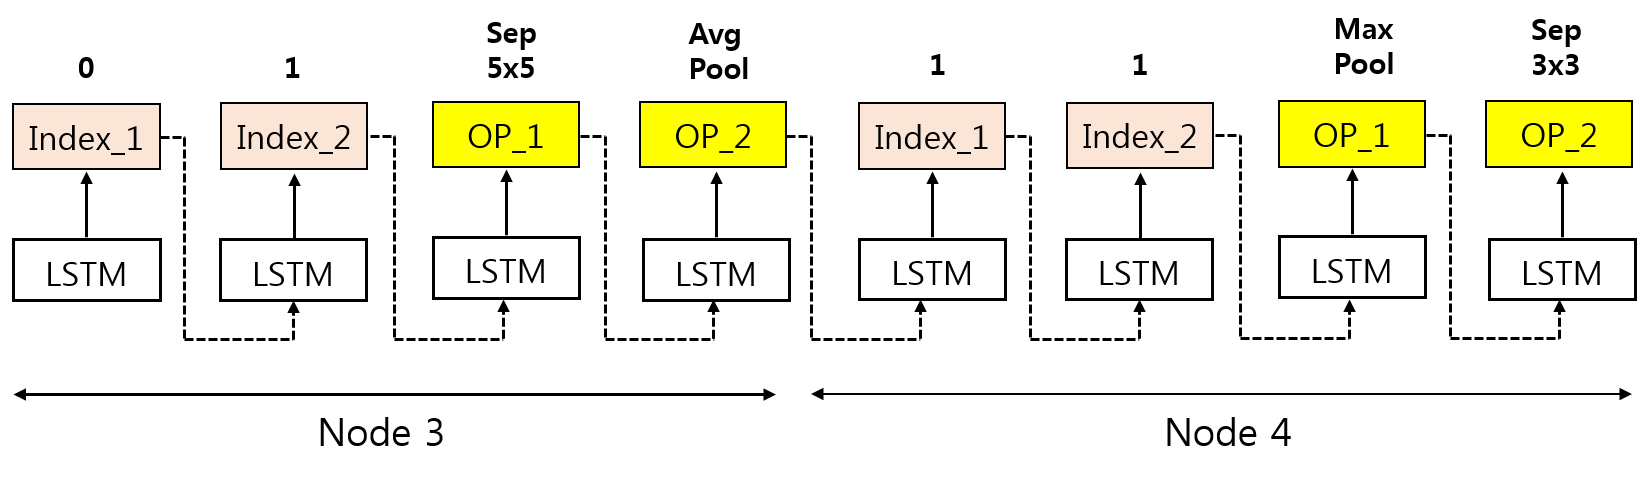 0
1
Sep
5x5
Avg
Pool
1
1
Max
Pool
Sep
3x3
Index_1
Index_2
OP_1
OP_2
Index_1
Index_2
OP_1
OP_2
LSTM
LSTM
LSTM
LSTM
LSTM
LSTM
LSTM
LSTM
Node 3
Node 4